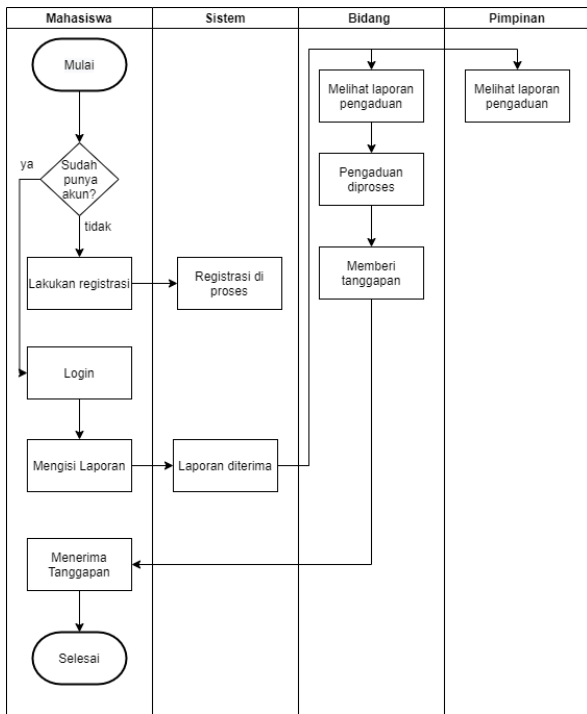 Mahasiswa
Sistem
Bidang
Pimpinan
Mulai
Melihat laporan
pengaduan
Melihat laporan
pengaduan
ya
Sudah
punya
akun?
Pengaduan
diproses
tidak
Lakukan registrasi
Registrasi di
proses
Memberi
tanggapan
Login
Mengisi Laporan
Laporan diterima
Menerima
Tanggapan
Selesai